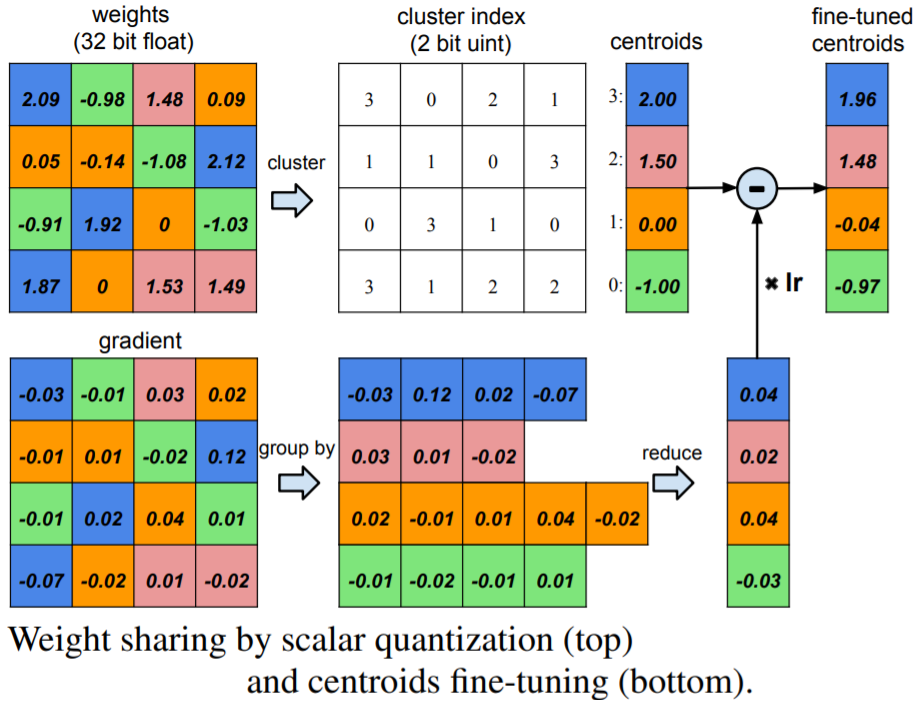 weights
(32 bit float)
cluster index
(2 bit uint)
centroids
fine-tuned
centroids
2.09 -0.98 1.48 0.09
3 0 2 1
3: 2.00
1.96
0.05 -0.14 -1.08 2.12
cluster
1 1 0 3
2: 1.50
1.48
-0.91 1.92 0 -1.03
0 3 1 0
1: 0.00
-0.04
1.87 0 1.53 1.49
3 1 2 2
0: -1.00
-0.97
× lr
gradient
-0.03 -0.01 0.03 0.02
-0.03 0.12 0.02 -0.07
0.04
-0.01 0.01 -0.02 0.12
group by
0.03 0.01 -0.02
reduce
0.02
-0.01 0.02 0.04 0.01
0.02 -0.01 0.01 0.04 -0.02
0.04
-0.07 -0.02 0.01 -0.02
-0.01 -0.02 -0.01 0.01
-0.03
Weight sharing by scalar quantization (top)
and centroids fine-tuning (bottom).